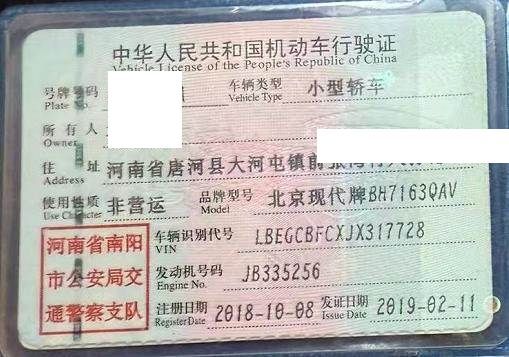 中华人民共和国机动车行驶证
Vehicle License of the People's Republic of China
号牌号码
Plate No.
车辆类型 小型轿车
Vehicle Type
所有人
Owner
住址 河南省唐河县大河屯镇前
Address
使用性质 非营运
Use Character
品牌型号 北京现代牌BH7163QAV
Model
河南省南阳
市公安局交
通警察支队
车辆识别代号 LBEGCBFCXJX317728
VIN
发动机号码 JB335256
Engine No.
注册日期 2018-10-08
Register Date
发证日期 2019-02-11
Issue Date